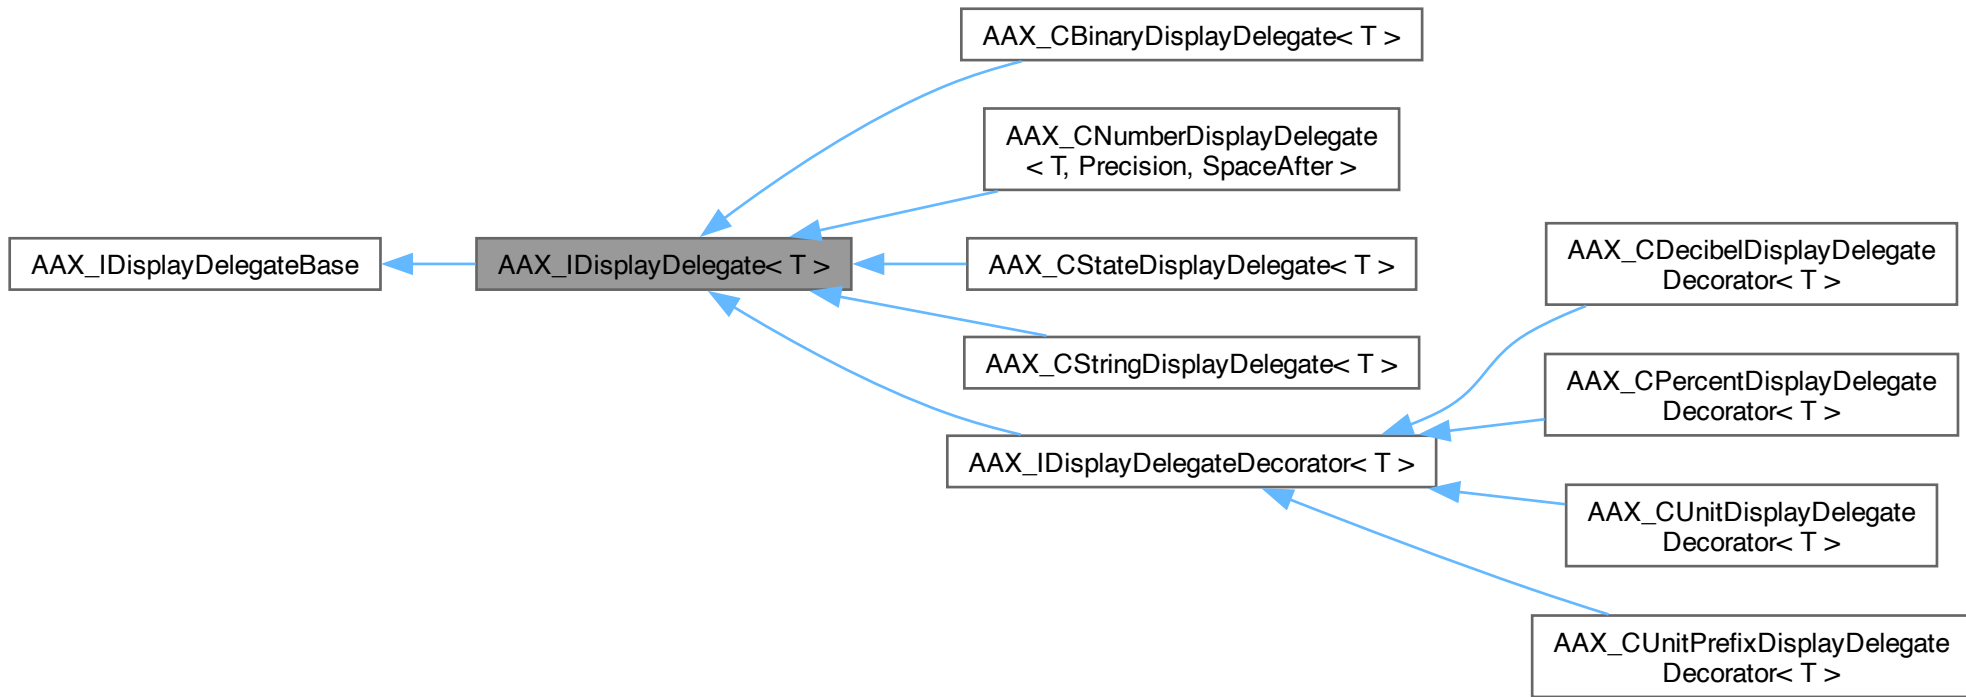 AAX_CBinaryDisplayDelegate< T >
AAX_CNumberDisplayDelegate
< T, Precision, SpaceAfter >
AAX_IDisplayDelegateBase
AAX_IDisplayDelegate< T >
AAX_CStateDisplayDelegate< T >
AAX_CStringDisplayDelegate< T >
AAX_IDisplayDelegateDecorator< T >
AAX_CDecibelDisplayDelegate
Decorator< T >
AAX_CPercentDisplayDelegate
Decorator< T >
AAX_CUnitDisplayDelegate
Decorator< T >
AAX_CUnitPrefixDisplayDelegate
Decorator< T >